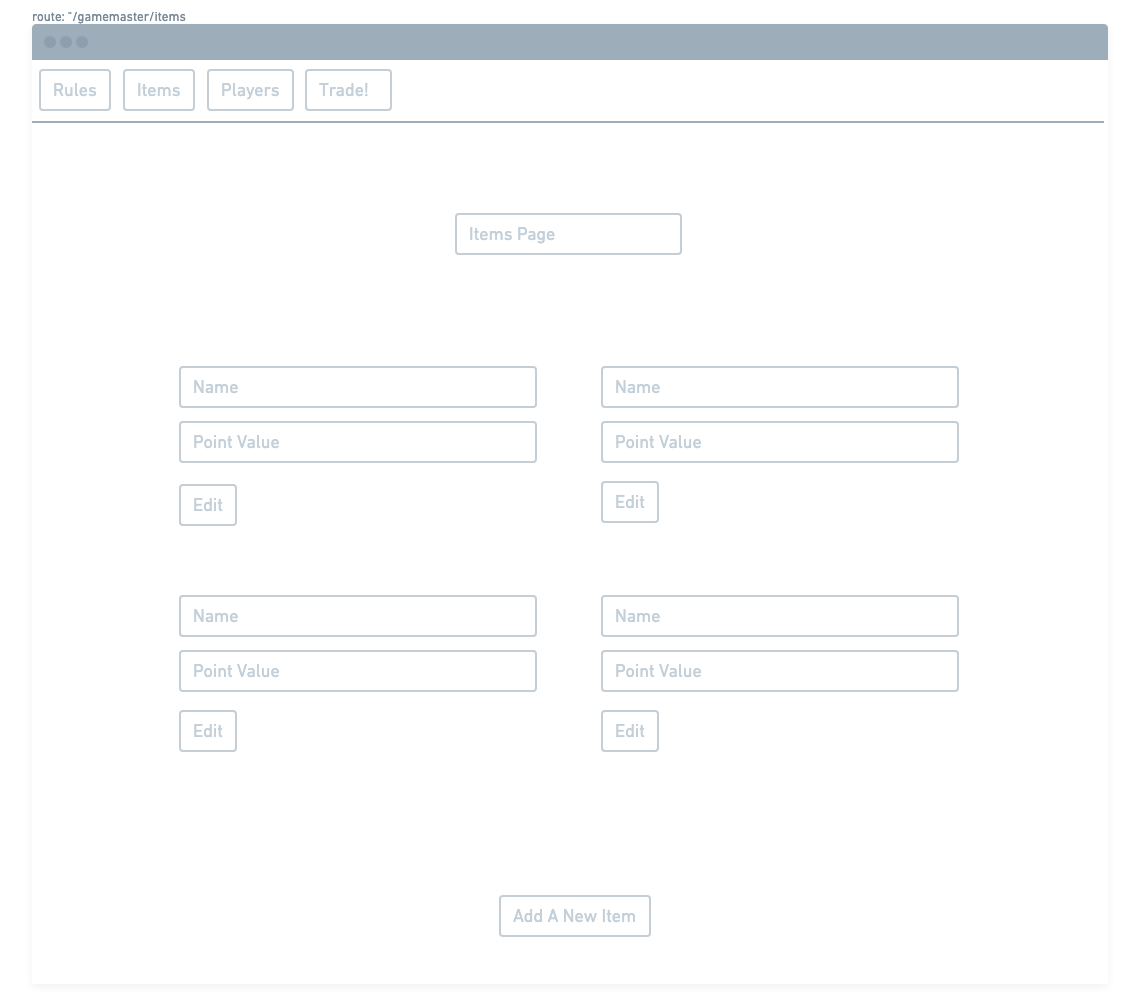 route: "/gamemaster/items
Rules Items Players Trade!
Items Page
Name Name
Point Value Point Value
Edit Edit
Name Name
Point Value Point Value
Edit Edit
Add A New Item